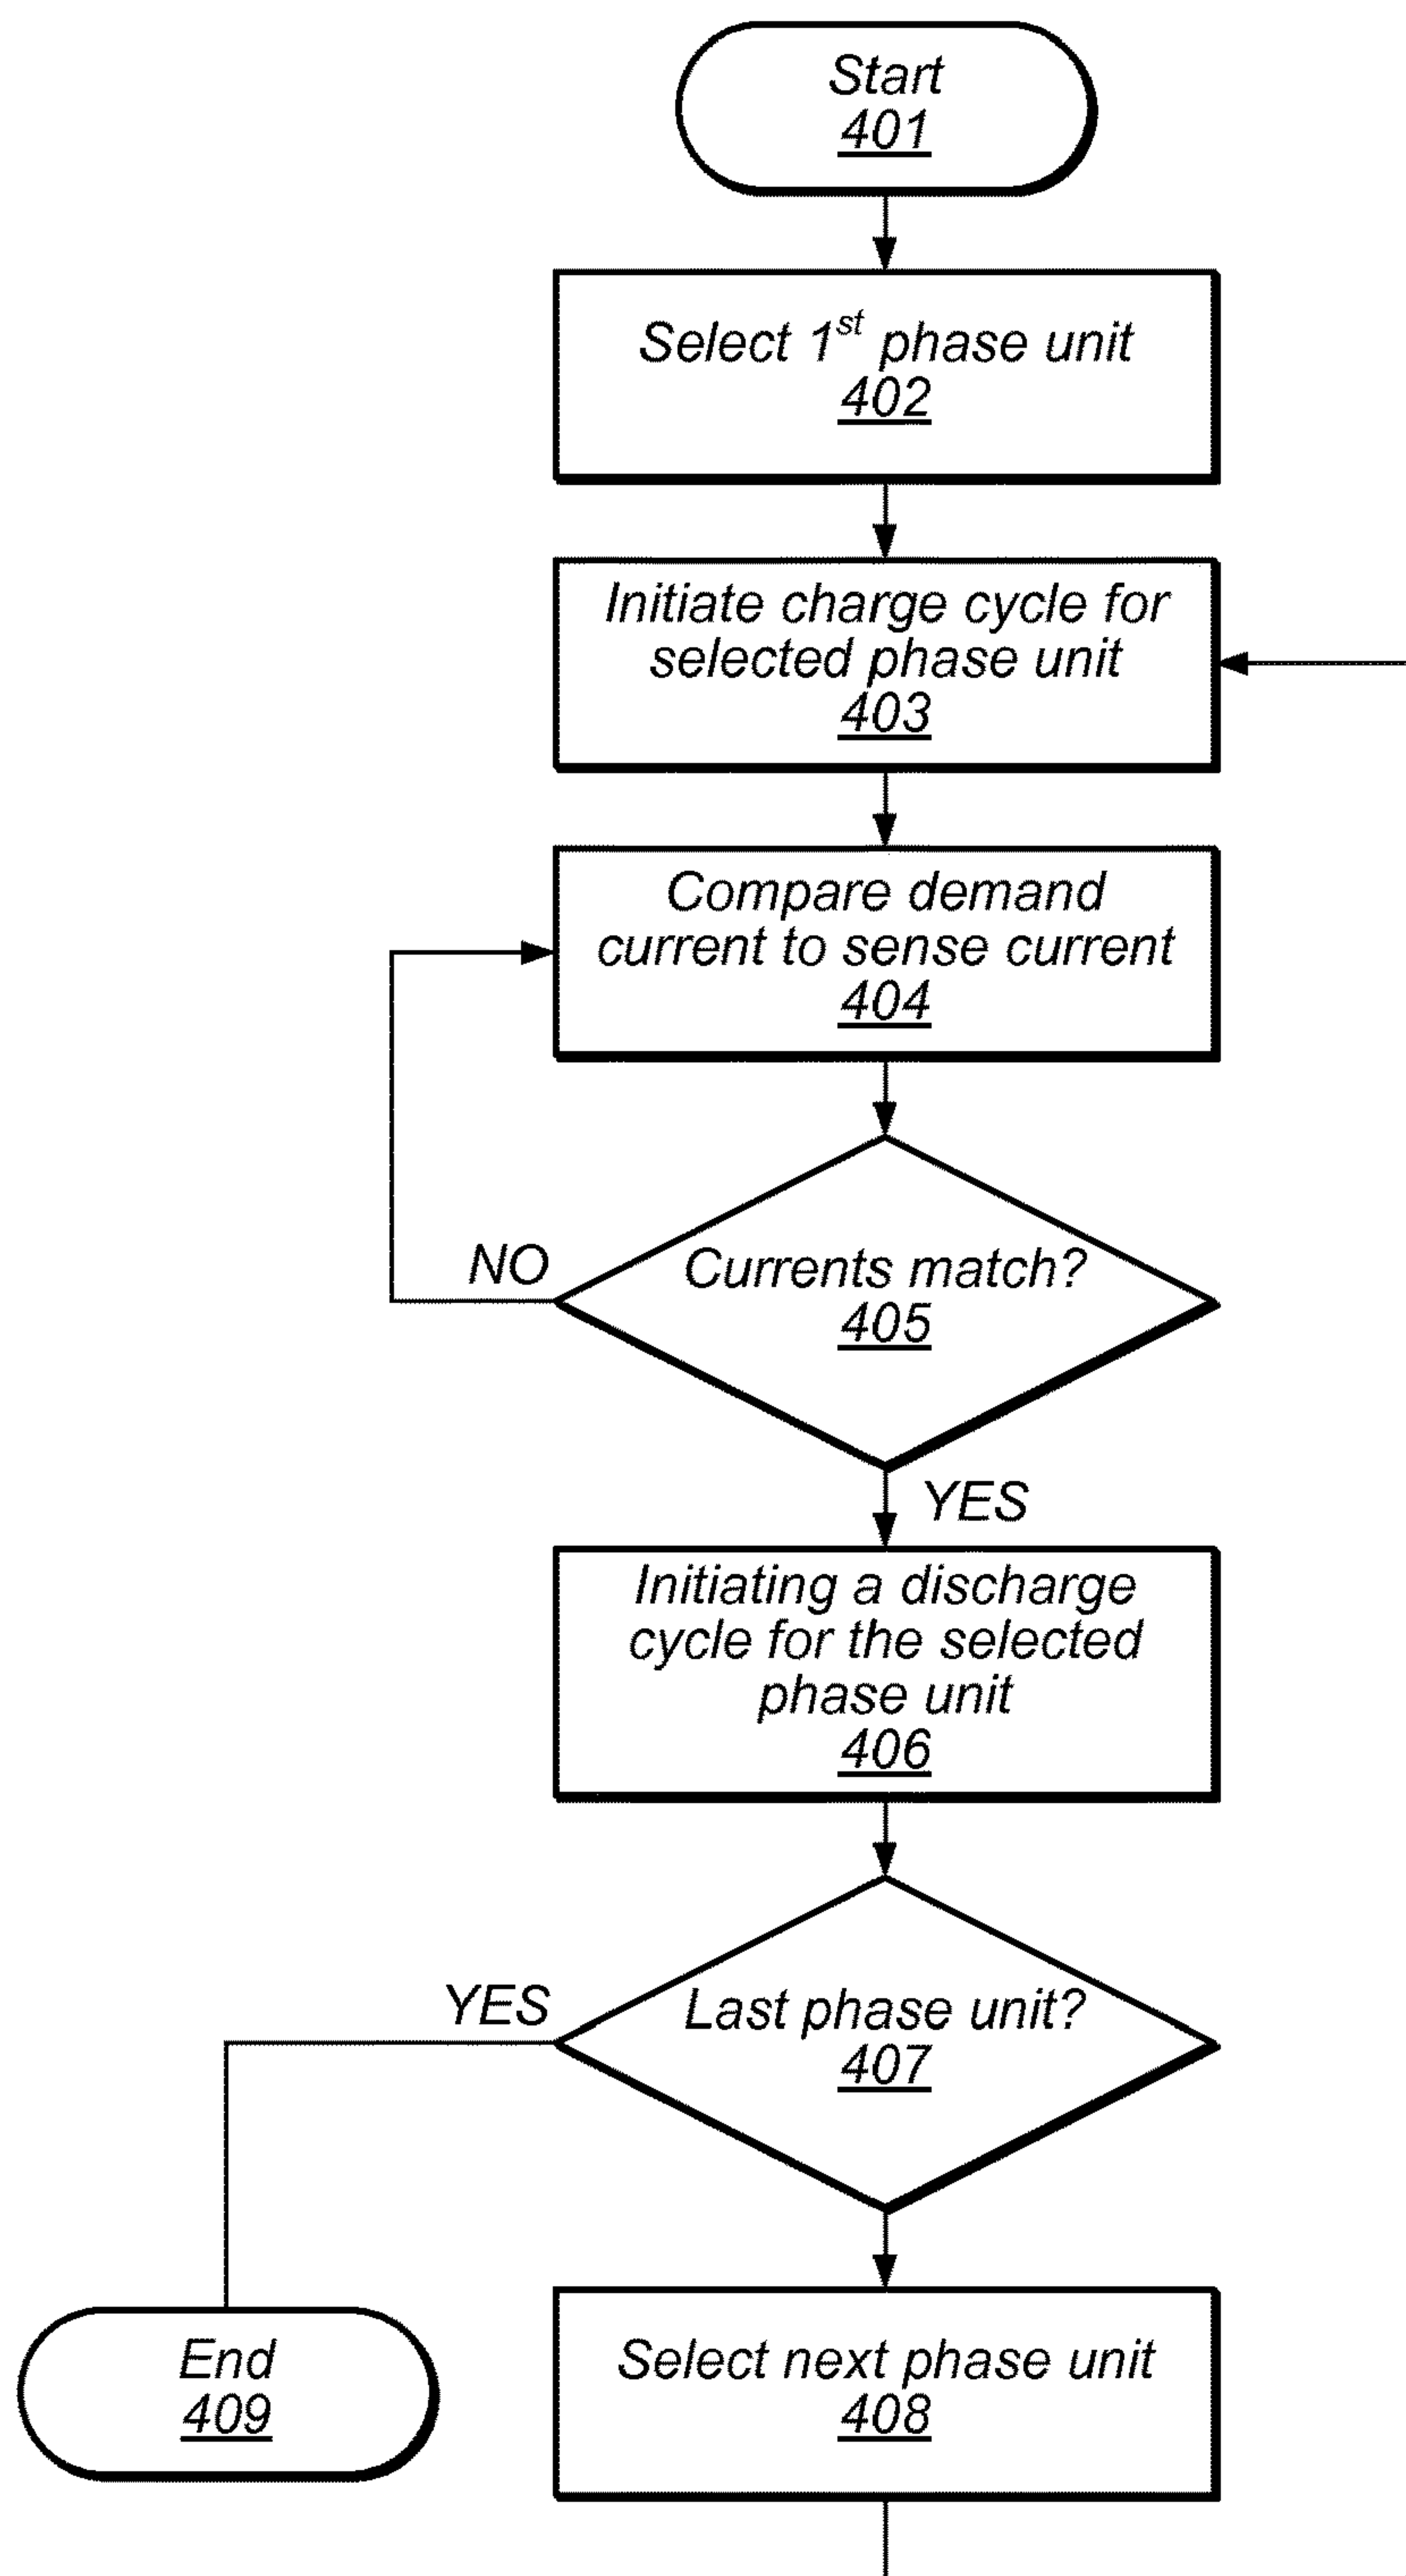 Start
401
Select 1st phase unit
402
Initiate charge cycle for
selected phase unit
403
Compare demand
current to sense current
404
NO
Currents match?
405
YES
Initiating a discharge
cycle for the selected
phase unit
406
YES
Last phase unit?
407
End
409
Select next phase unit
408